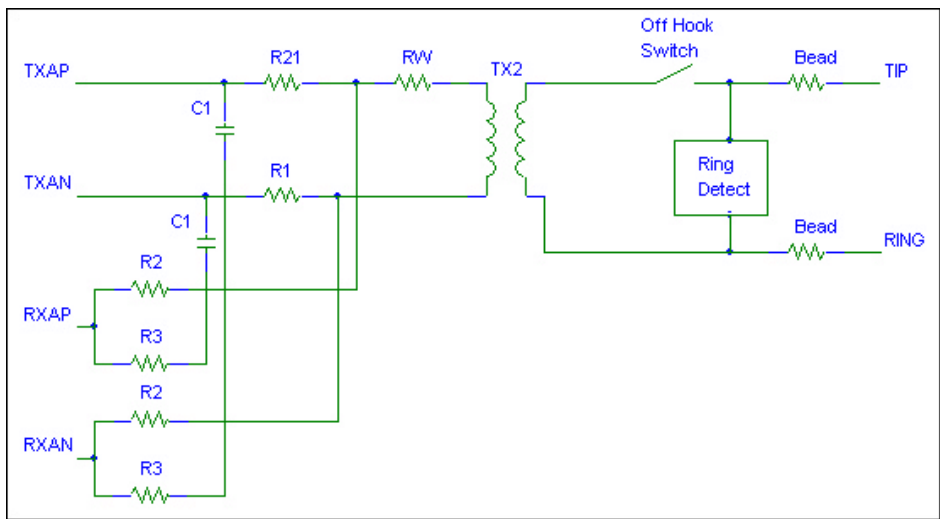 Off Hook
Switch
TXAP
R21
RW
TX2
Bead
TIP
C1
TXAN
R1
Ring
Detect
C1
Bead
RING
R2
RXAP
R3
R2
RXAN
R3